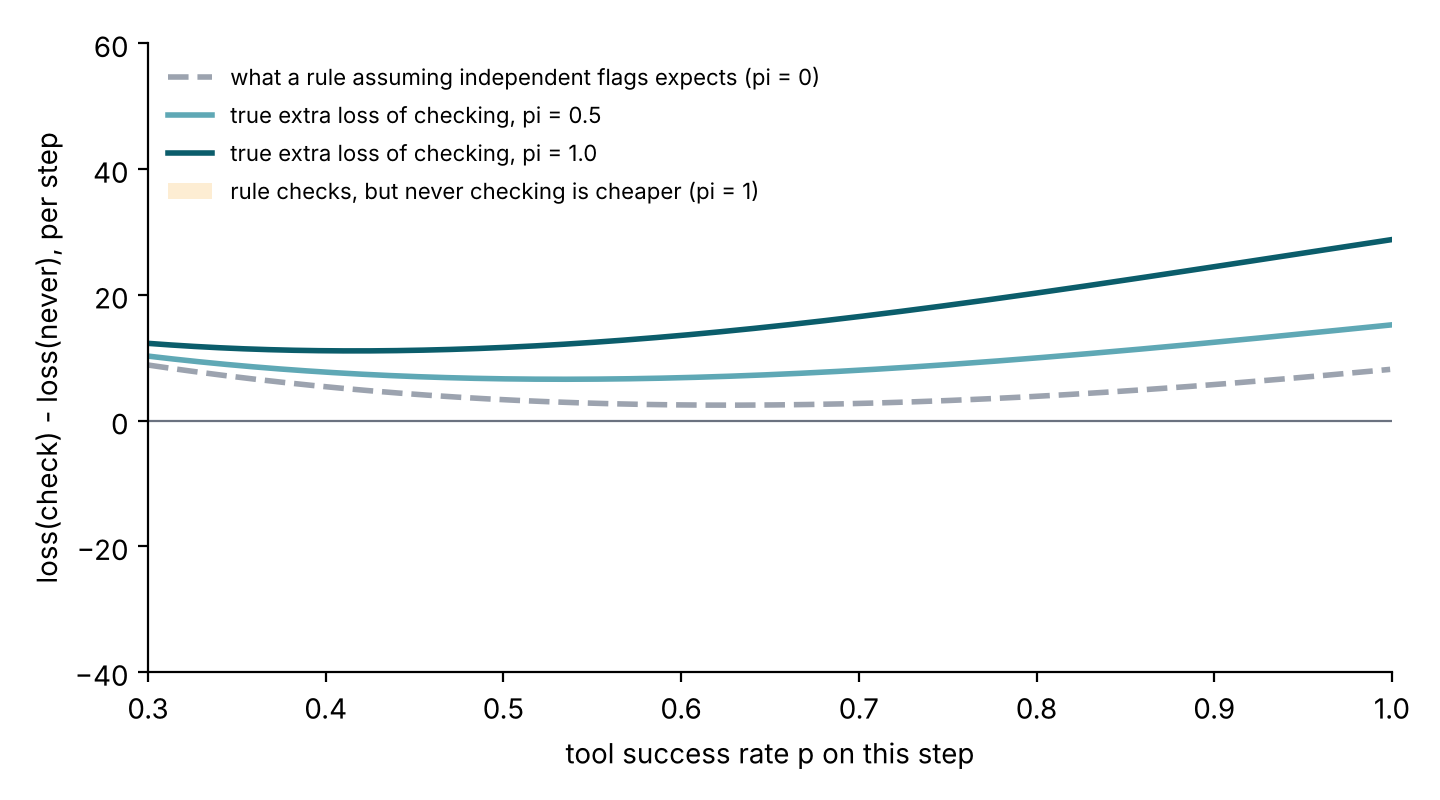 60
40
20
0
−20
−40
loss(check) - loss(never), per step
what a rule assuming independent flags expects (pi = 0)
true extra loss of checking, pi = 0.5
true extra loss of checking, pi = 1.0
rule checks, but never checking is cheaper (pi = 1)
0.3 0.4 0.5 0.6 0.7 0.8 0.9 1.0
tool success rate p on this step